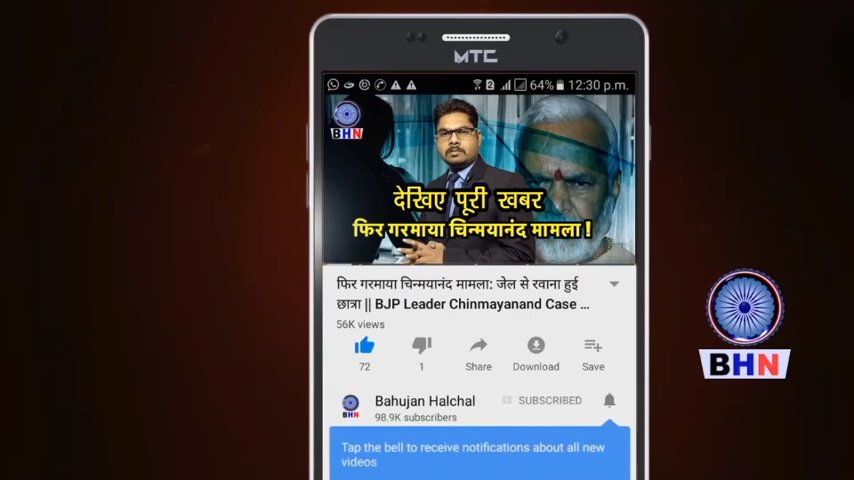 MTC
2 64% 12:30 p.m.
BHN
देखिए पूरी खबर
फिर गरमाया चिन्मयानंद मामला !
फिर गरमाया चिन्मयानंद मामला: जेल से रवाना हुई
छात्रा || BJP Leader Chinmayanand Case ...
56K views
72
1
Share
Download
Save
BHN
Bahujan Halchal
SUBSCRIBED
98.9K subscribers
Tap the bell to receive notifications about all new
videos
BHN